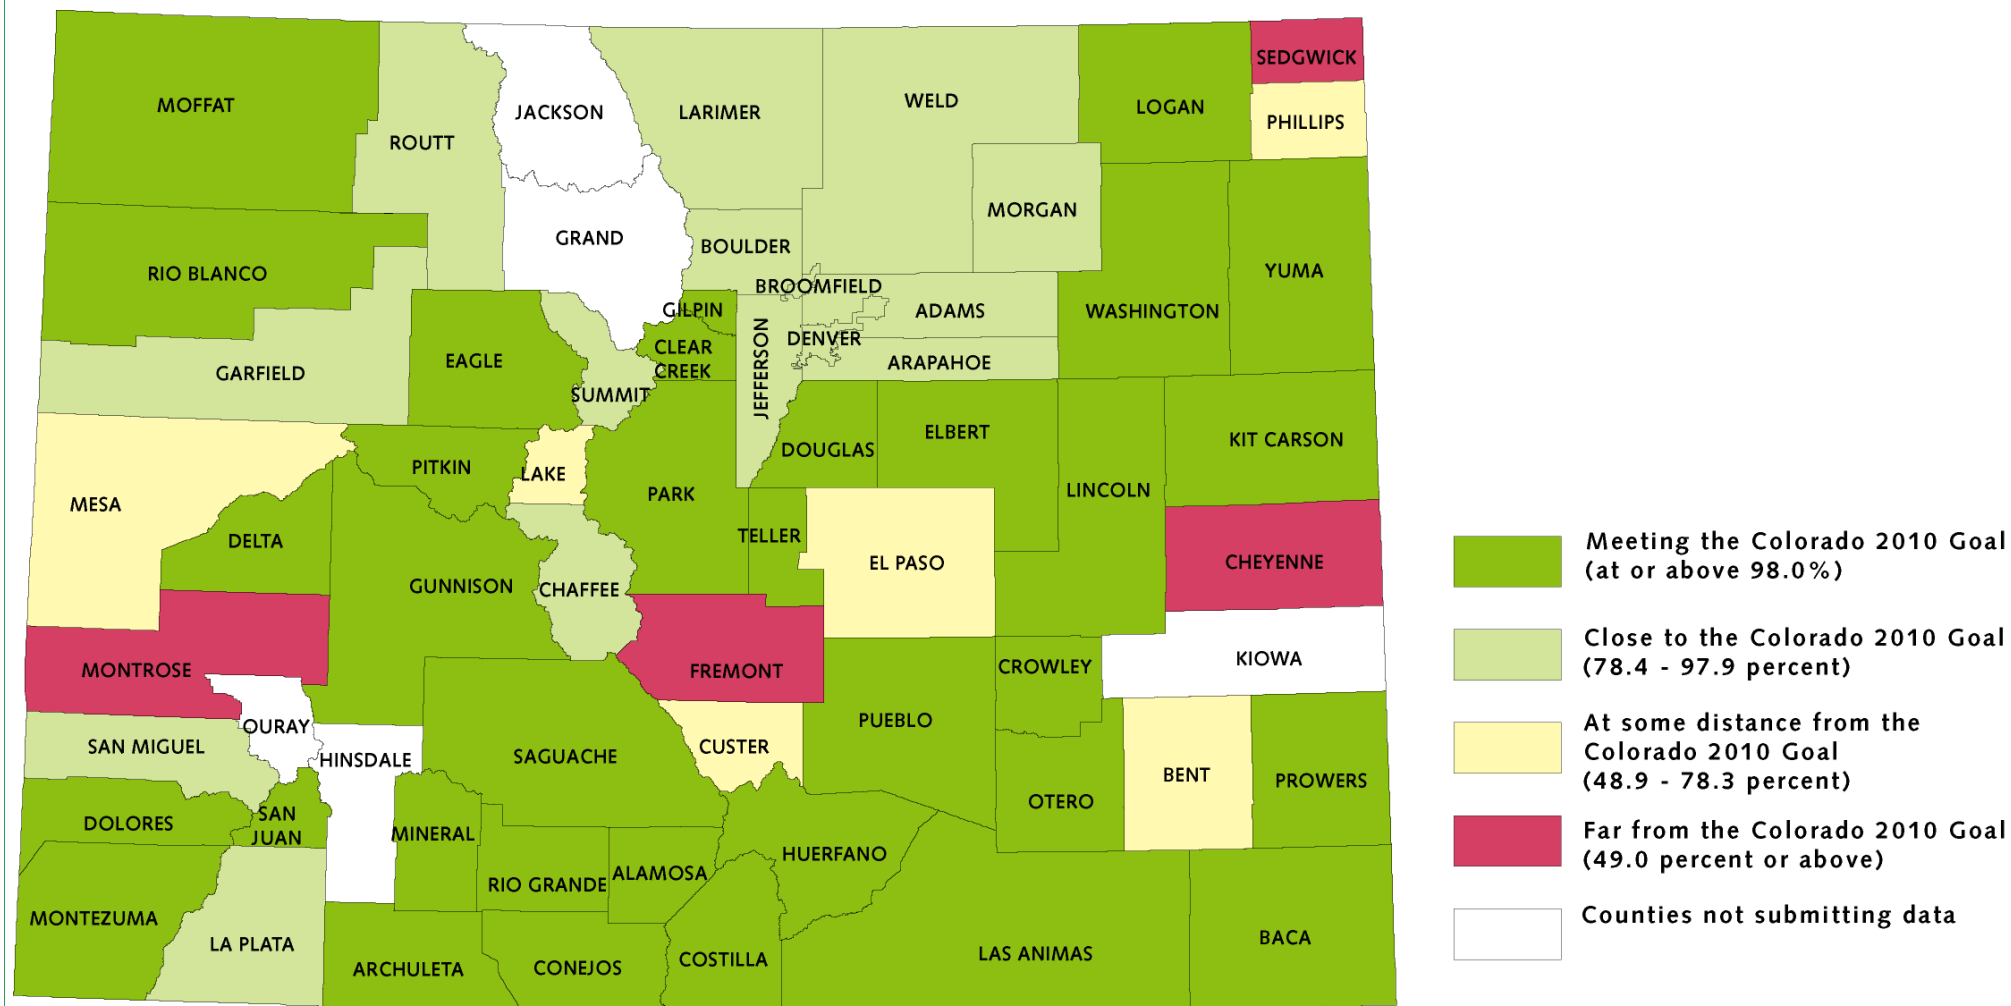 SEDGWICK
MOFFAT
JACKSON
LARIMER
WELD
LOGAN
PHILLIPS
ROUTT
MORGAN
GRAND
BOULDER
RIO BLANCO
YUMA
BROOMFIELD
GILPIN
ADAMS
WASHINGTON
DENVER
CLEAR
CREEK
EAGLE
ARAPAHOE
GARFIELD
JEFFERSON
SUMMIT
ELBERT
KIT CARSON
DOUGLAS
PITKIN
LAKE
PARK
LINCOLN
MESA
TELLER
DELTA
EL PASO
CHEYENNE
GUNNISON
CHAFFEE
KIOWA
CROWLEY
MONTROSE
FREMONT
PUEBLO
OURAY
SAN MIGUEL
CUSTER
SAGUACHE
HINSDALE
BENT
PROWERS
OTERO
SAN
JUAN
DOLORES
MINERAL
HUERFANO
ALAMOSA
RIO GRANDE
MONTEZUMA
LA PLATA
BACA
LAS ANIMAS
COSTILLA
CONEJOS
ARCHULETA
Meeting the Colorado 2010 Goal
(at or above 98.0%)
Close to the Colorado 2010 Goal
(78.4 - 97.9 percent)
At some distance from the
Colorado 2010 Goal
(48.9 - 78.3 percent)
Far from the Colorado 2010 Goal
(49.0 percent or above)
Counties not submitting data